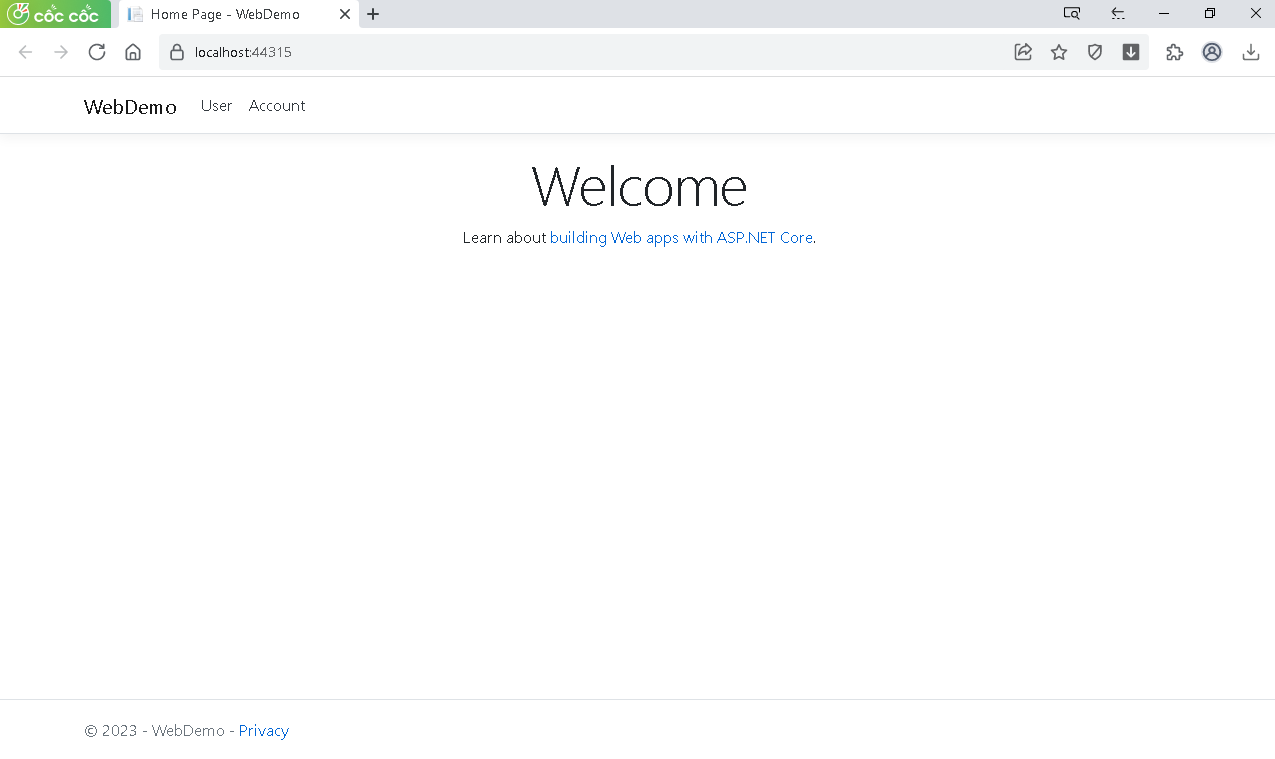 cốc cốc
Home Page - WebDemo
localhost:44315
WebDemo User Account
Welcome
Learn about building Web apps with ASP.NET Core.
© 2023 - WebDemo - Privacy